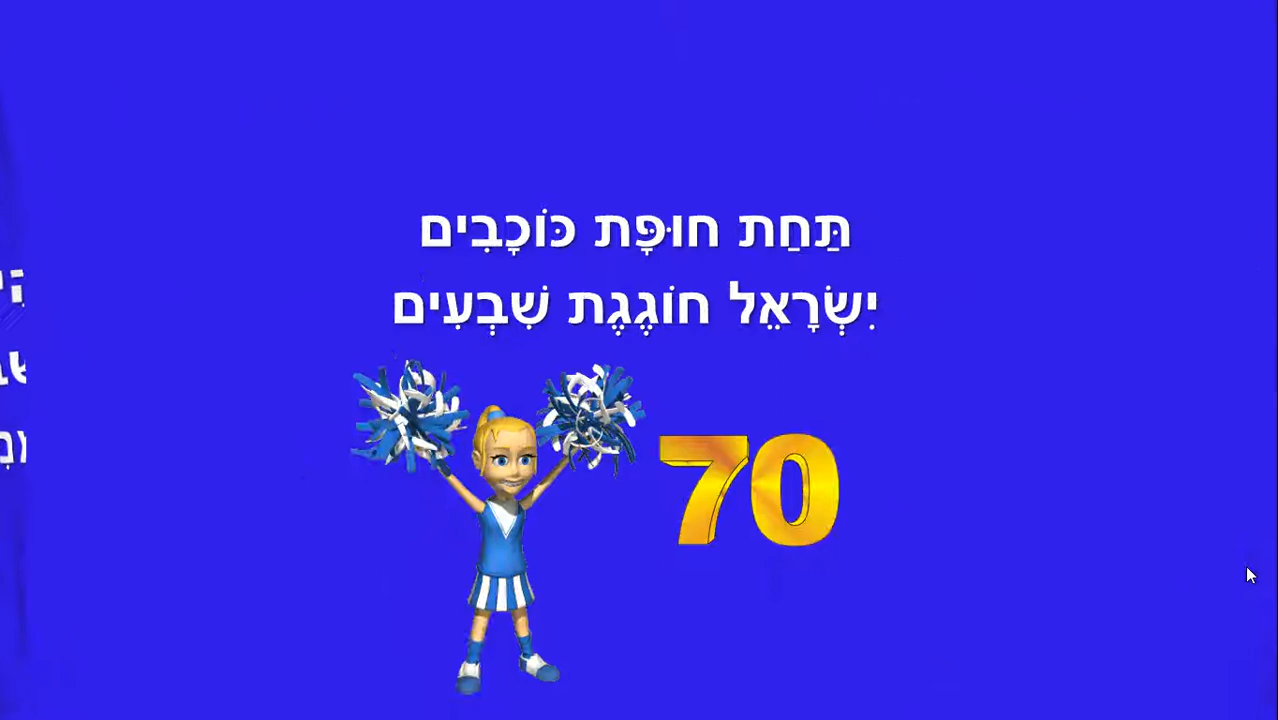 תַּחַת חוּפָּת כּוֹכָבִים
יִשְׂרָאֵל חוֹגֶגֶת שִׁבְעִים
70